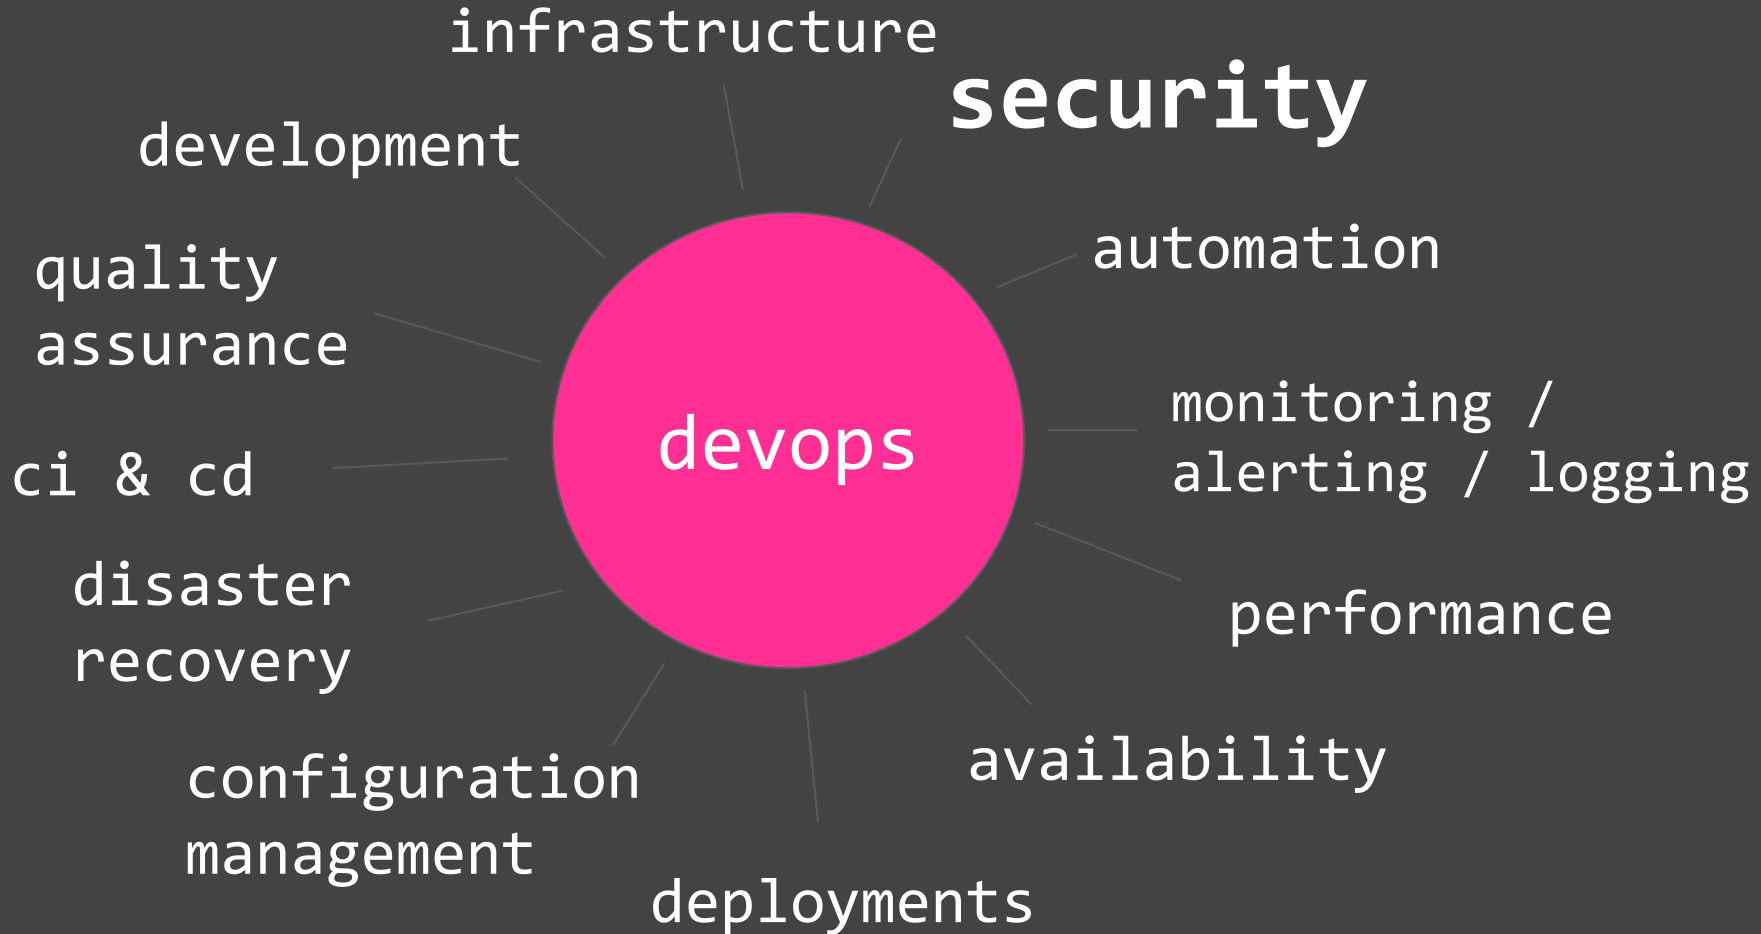 infrastructure
security
development
automation
quality
assurance
monitoring /
alerting / logging
devops
ci & cd
disaster
recovery
performance
configuration
management
availability
deployments